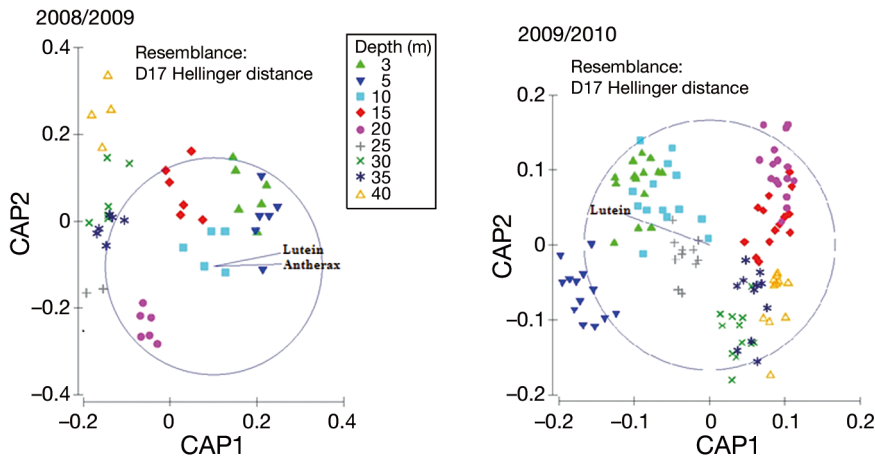 2008/2009
Resemblance:
D17 Hellinger distance
0.4
0.2
0
−0.2
−0.4
CAP2
−0.2
0
0.2
0.4
CAP1
Lutein
Antherax
Depth (m)
3
5
10
15
20
25
30
35
40
2009/2010
Resemblance:
D17 Hellinger distance
0.2
0.1
0
−0.1
−0.2
CAP2
−0.2
−0.1
0
0.1
0.2
CAP1
Lutein